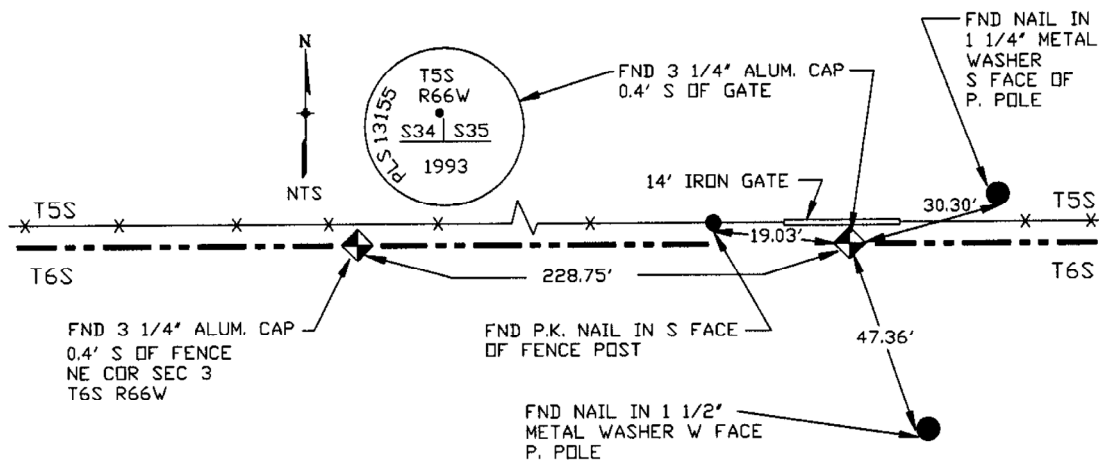 N
NTS
T5S
R66W
S34 S35
1993
PLS 13155
FND 3 1/4" ALUM. CAP
0.4' S OF GATE
FND NAIL IN
1 1/4" METAL
WASHER
S FACE OF
P. POLE
14' IRON GATE
30.30'
T5S
T5S
19.03'
T6S
228.75'
T6S
FND 3 1/4" ALUM. CAP
0.4' S OF FENCE
NE COR SEC 3
T6S R66W
FND P.K. NAIL IN S FACE
OF FENCE POST
47.36'
FND NAIL IN 1 1/2"
METAL WASHER W FACE
P. POLE